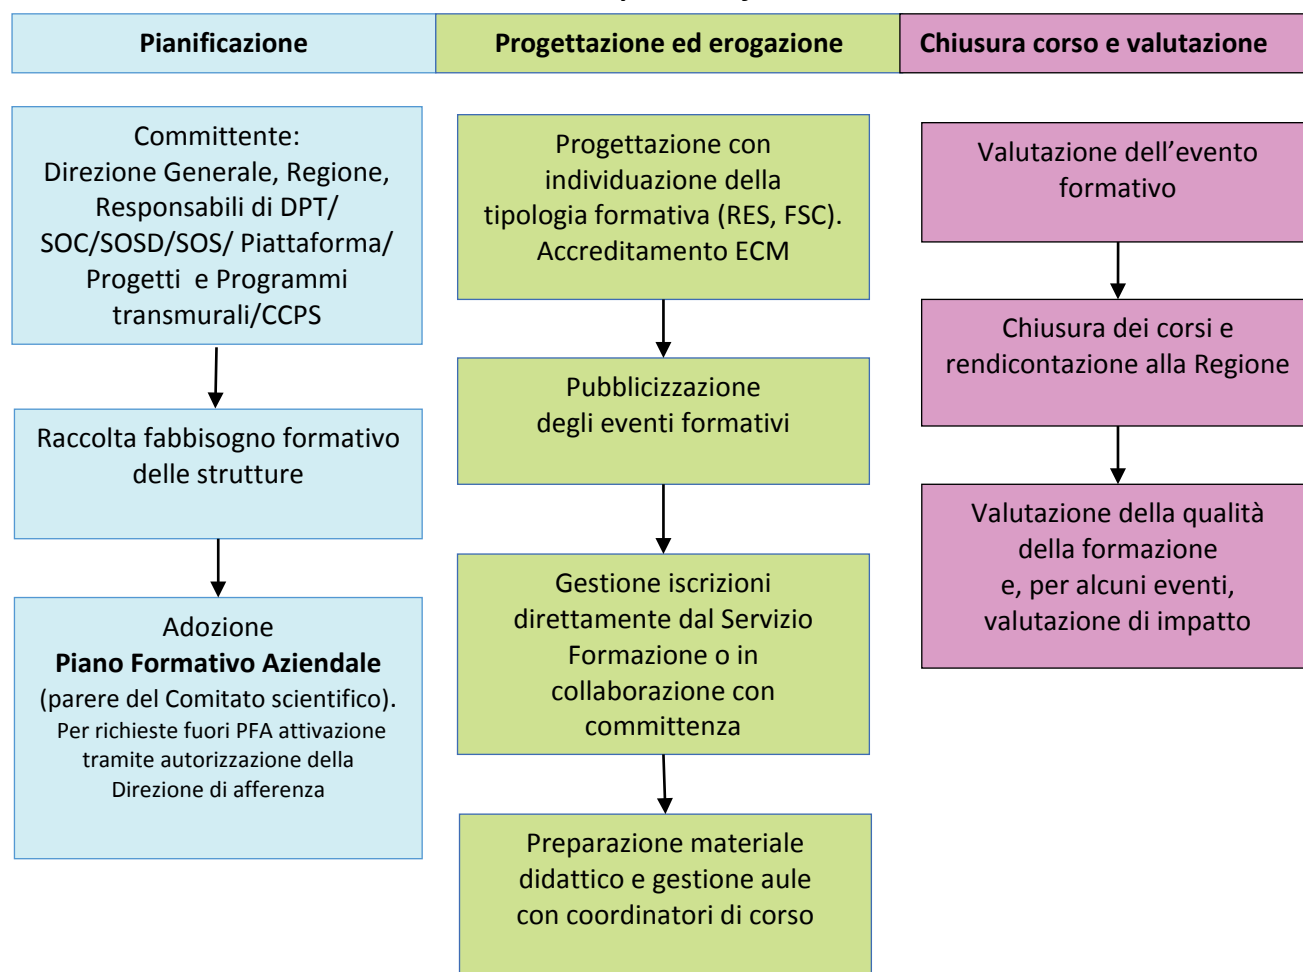 Pianificazione
Progettazione ed erogazione
Chiusura corso e valutazione
Committente:
Direzione Generale, Regione,
Responsabili di DPT/
SOC/SOSD/SOS/ Piattaforma/
Progetti e Programmi
transmurali/CCPS
Raccolta fabbisogno formativo
delle strutture
Adozione
Piano Formativo Aziendale
(parere del Comitato scientifico).
Per richieste fuori PFA attivazione
tramite autorizzazione della
Direzione di afferenza
Progettazione con
individuazione della
tipologia formativa (RES, FSC).
Accreditamento ECM
Pubblicizzazione
degli eventi formativi
Gestione iscrizioni
direttamente dal Servizio
Formazione o in
collaborazione con
committenza
Preparazione materiale
didattico e gestione aule
con coordinatori di corso
Valutazione dell’evento
formativo
Chiusura dei corsi e
rendicontazione alla Regione
Valutazione della qualità
della formazione
e, per alcuni eventi,
valutazione di impatto